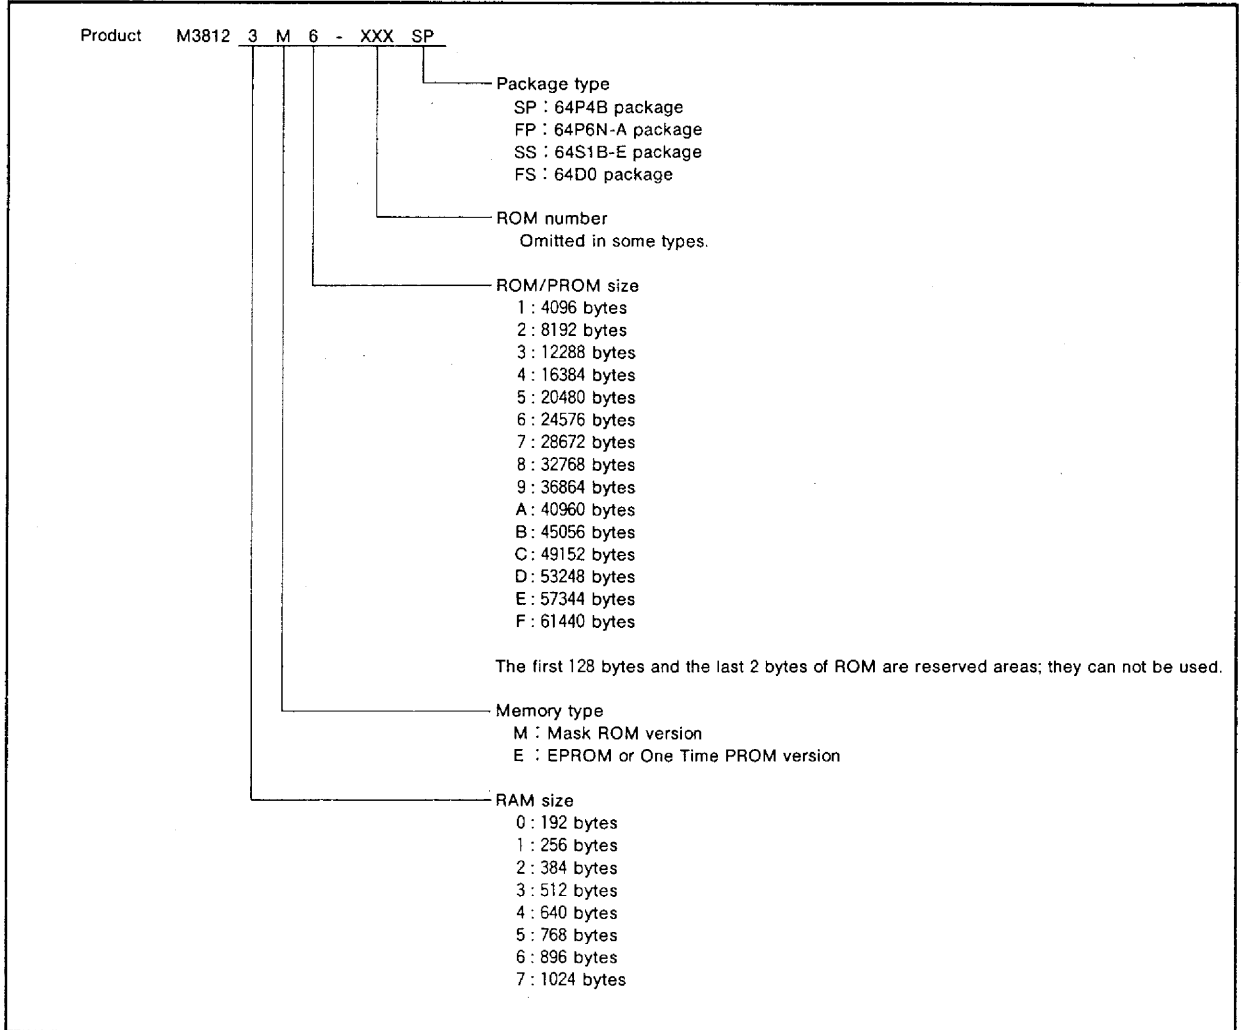 Product M3812 3 M 6 - XXX SP
Package type
SP : 64P4B package
FP : 64P6N-A package
SS : 64S1B-E package
FS : 64D0 package
ROM number
Omitted in some types.
ROM/PROM size
1 : 4096 bytes
2 : 8192 bytes
3 : 12288 bytes
4 : 16384 bytes
5 : 20480 bytes
6 : 24576 bytes
7 : 28672 bytes
8 : 32768 bytes
9 : 36864 bytes
A : 40960 bytes
B : 45056 bytes
C : 49152 bytes
D : 53248 bytes
E : 57344 bytes
F : 61440 bytes
The first 128 bytes and the last 2 bytes of ROM are reserved areas; they can not be used.
Memory type
M : Mask ROM version
E : EPROM or One Time PROM version
RAM size
0 : 192 bytes
1 : 256 bytes
2 : 384 bytes
3 : 512 bytes
4 : 640 bytes
5 : 768 bytes
6 : 896 bytes
7 : 1024 bytes